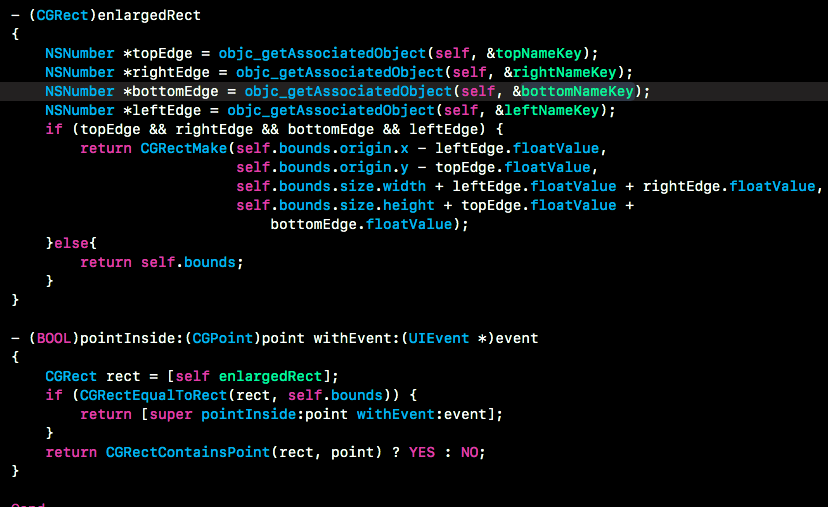 - (CGRect)enlargedRect
{
    NSNumber *topEdge = objc_getAssociatedObject(self, &topNameKey);
    NSNumber *rightEdge = objc_getAssociatedObject(self, &rightNameKey);
    NSNumber *bottomEdge = objc_getAssociatedObject(self, &bottomNameKey);
    NSNumber *leftEdge = objc_getAssociatedObject(self, &leftNameKey);
    if (topEdge && rightEdge && bottomEdge && leftEdge) {
        return CGRectMake(self.bounds.origin.x - leftEdge.floatValue,
                          self.bounds.origin.y - topEdge.floatValue,
                          self.bounds.size.width + leftEdge.floatValue + rightEdge.floatValue,
                          self.bounds.size.height + topEdge.floatValue +
                              bottomEdge.floatValue);
    }else{
        return self.bounds;
    }
}
- (BOOL)pointInside:(CGPoint)point withEvent:(UIEvent *)event
{
    CGRect rect = [self enlargedRect];
    if (CGRectEqualToRect(rect, self.bounds)) {
        return [super pointInside:point withEvent:event];
    }
    return CGRectContainsPoint(rect, point) ? YES : NO;
}